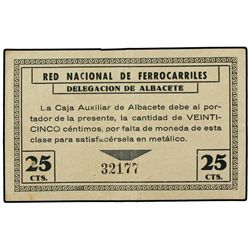 RED NACIONAL DE FERROCARRILES
DELEGACION DE ALBACETE
La Caja Auxiliar de Albacete debe al por-
tador de la presente, la cantidad de VEINTI-
CINCO céntimos, por falta de moneda de esta
clase para satisfacérsela en metálico.
25 CTS.
32177
25 CTS.